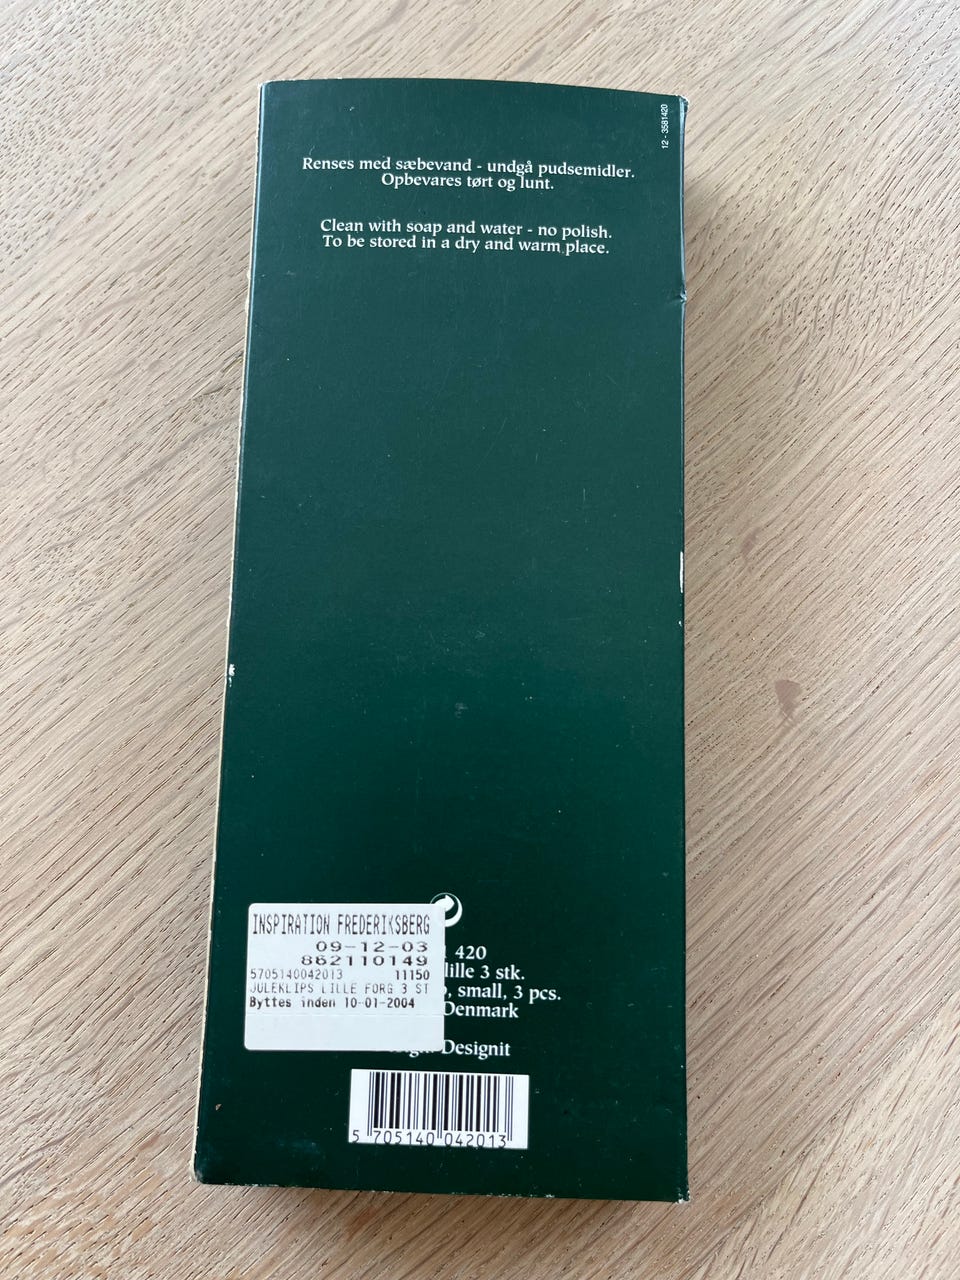 12 - 3581420
Renses med sæbevand - undgå pudsemidler.
Opbevares tørt og lunt.
Clean with soap and water - no polish.
To be stored in a dry and warm place.
INSPIRATION FREDERIKSBERG
09-12-03
862110149
5705140042013 11150
JULEKLIPS LILLE FORG 3 ST
Byttes inden 10-01-2004
420
lille 3 stk.
small, 3 pcs.
Denmark
Designit
5 705140 042013